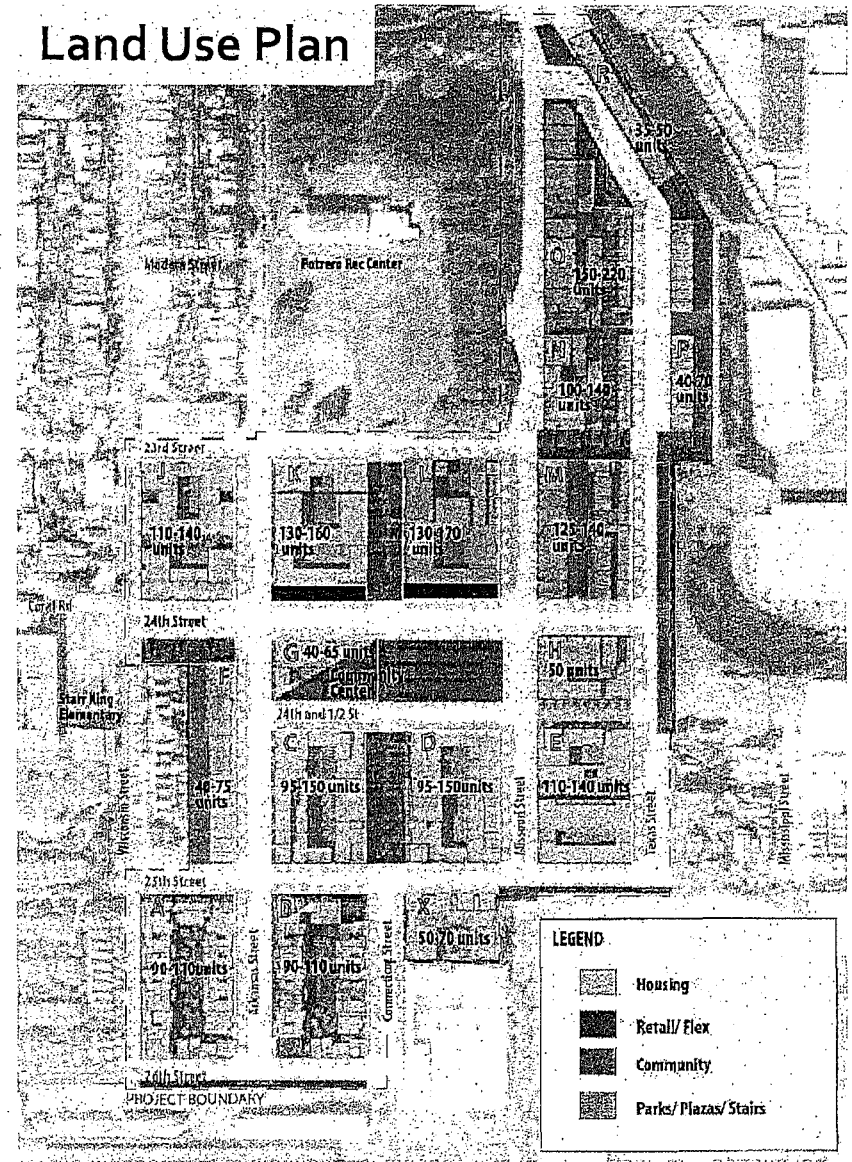 Land Use Plan
R
35-50
units
Madera Street
Potrero Rec Center
O
150-220
units
N
100-140
units
P
40-70
units
23rd Street
J
110-140
units
K
130-160
units
L
130-170
units
M
125-140
units
Coral Rd
24th Street
G 40-65 units
Community
Center
H
50 units
Starr King
Elementary
F
40-75
units
24th and 1/2 St
C
95-150 units
D
95-150 units
E
110-140 units
Wisconsin Street
Missouri Street
Texas Street
Mississippi Street
25th Street
A
90-110 units
Arkansas Street
90-110 units
Connecticut Street
X
50-70 units
26th Street
PROJECT BOUNDARY
LEGEND
Housing
Retail/ Flex
Community
Parks/ Plazas/ Stairs